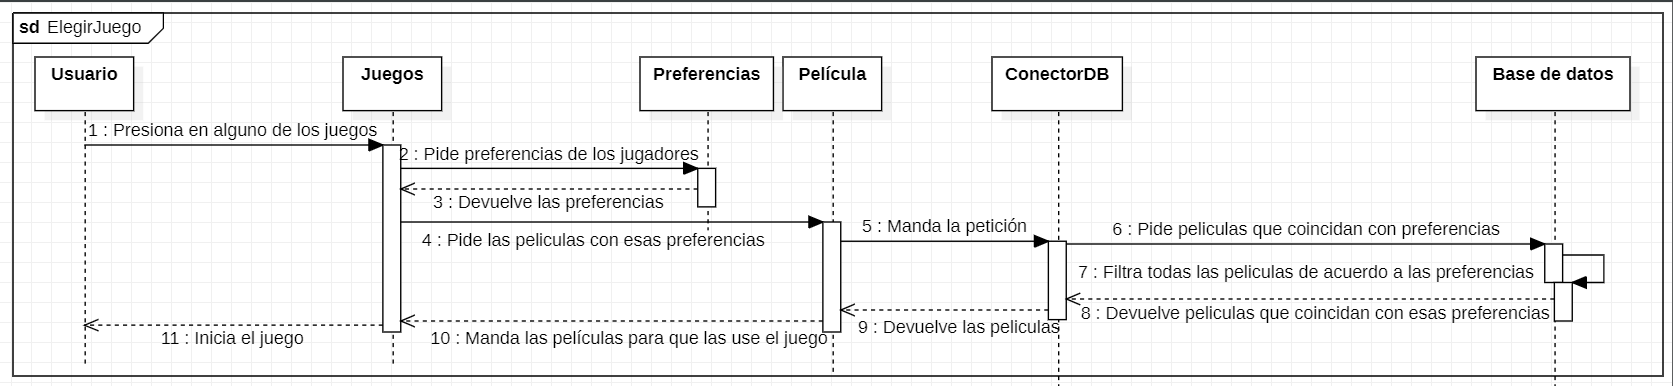 sd ElegirJuego
Usuario
Juegos
Preferencias
Película
ConectorDB
Base de datos
1 : Presiona en alguno de los juegos
2 : Pide preferencias de los jugadores
3 : Devuelve las preferencias
4 : Pide las peliculas con esas preferencias
5 : Manda la petición
6 : Pide peliculas que coincidan con preferencias
7 : Filtra todas las peliculas de acuerdo a las preferencias
8 : Devuelve peliculas que coincidan con esas preferencias
9 : Devuelve las peliculas
10 : Manda las películas para que las use el juego
11 : Inicia el juego